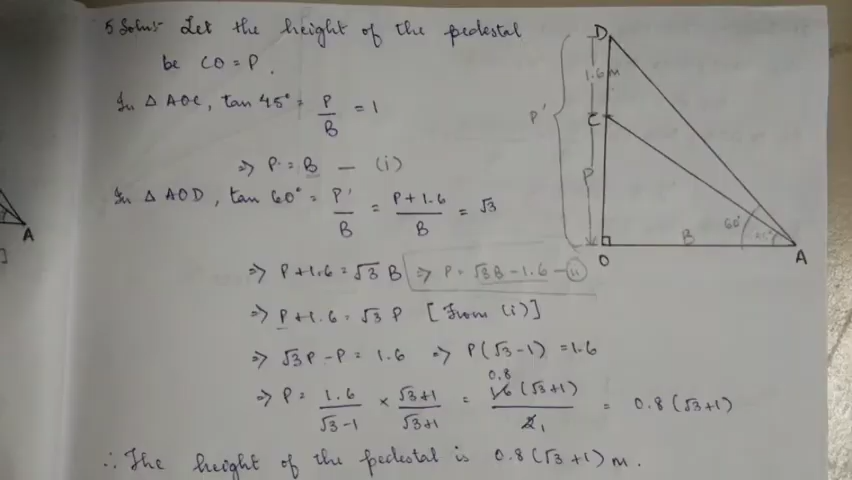 5 Soln:- Let the height of the pedestal
be CO = P.
In △ AOC, tan 45° = P/B = 1
⇒ P = B — (i)
In △ AOD, tan 60° = P'/B = P+1.6/B = √3
⇒ P+1.6 = √3 B ⇒ P = √3B - 1.6 - (ii)
⇒ P+1.6 = √3 P [From (i)]
⇒ √3P - P = 1.6 ⇒ P(√3-1) = 1.6
⇒ P = 1.6/√3-1 × √3+1/√3+1 = 0.8 1.6 (√3+1)/2 1 = 0.8 (√3+1)
∴ The height of the pedestal is 0.8(√3+1) m.
D
1.6 m
P'
C
P
60°
45°
B
O
A
A
]